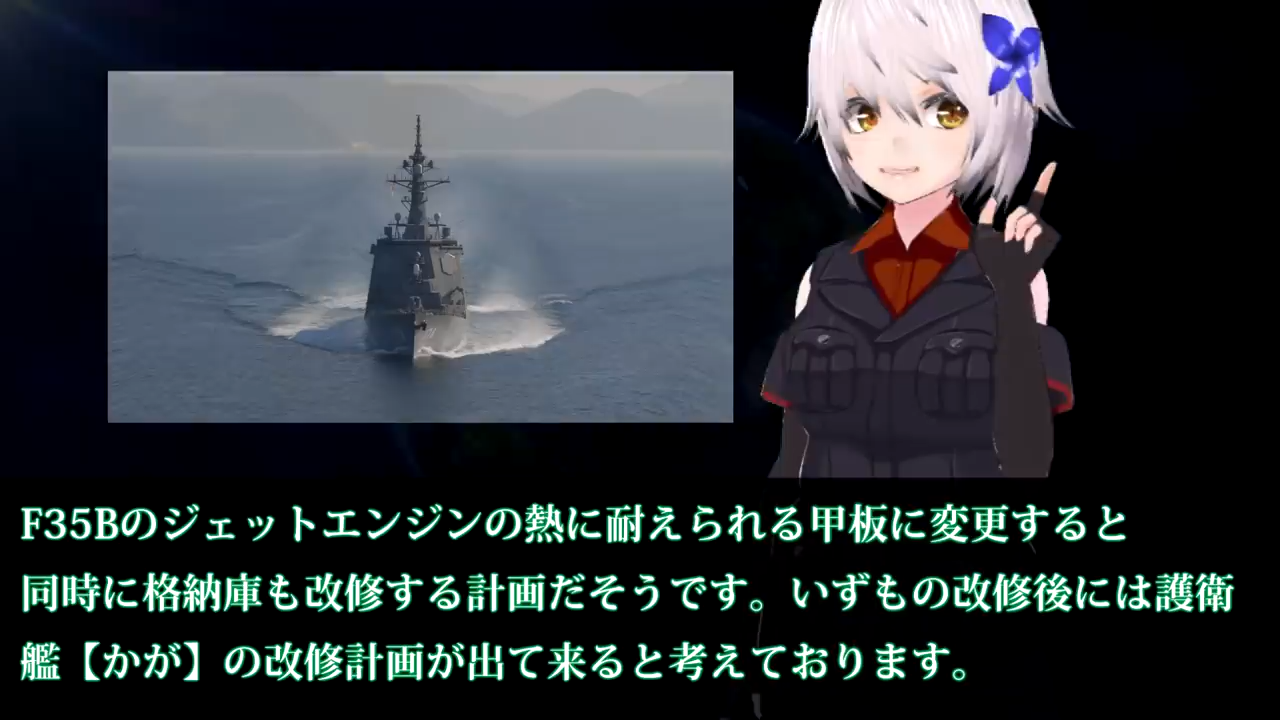 F35Bのジェットエンジンの熱に耐えられる甲板に変更すると
同時に格納庫も改修する計画だそうです。いずもの改修後には護衛
艦【かが】の改修計画が出て来ると考えております。